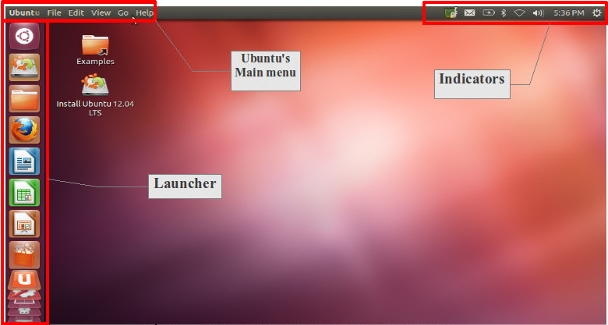 Ubuntu File Edit View Go Help 5:36 PM
Examples
Install Ubuntu 12.04
LTS
Ubuntu's
Main menu
Indicators
Launcher